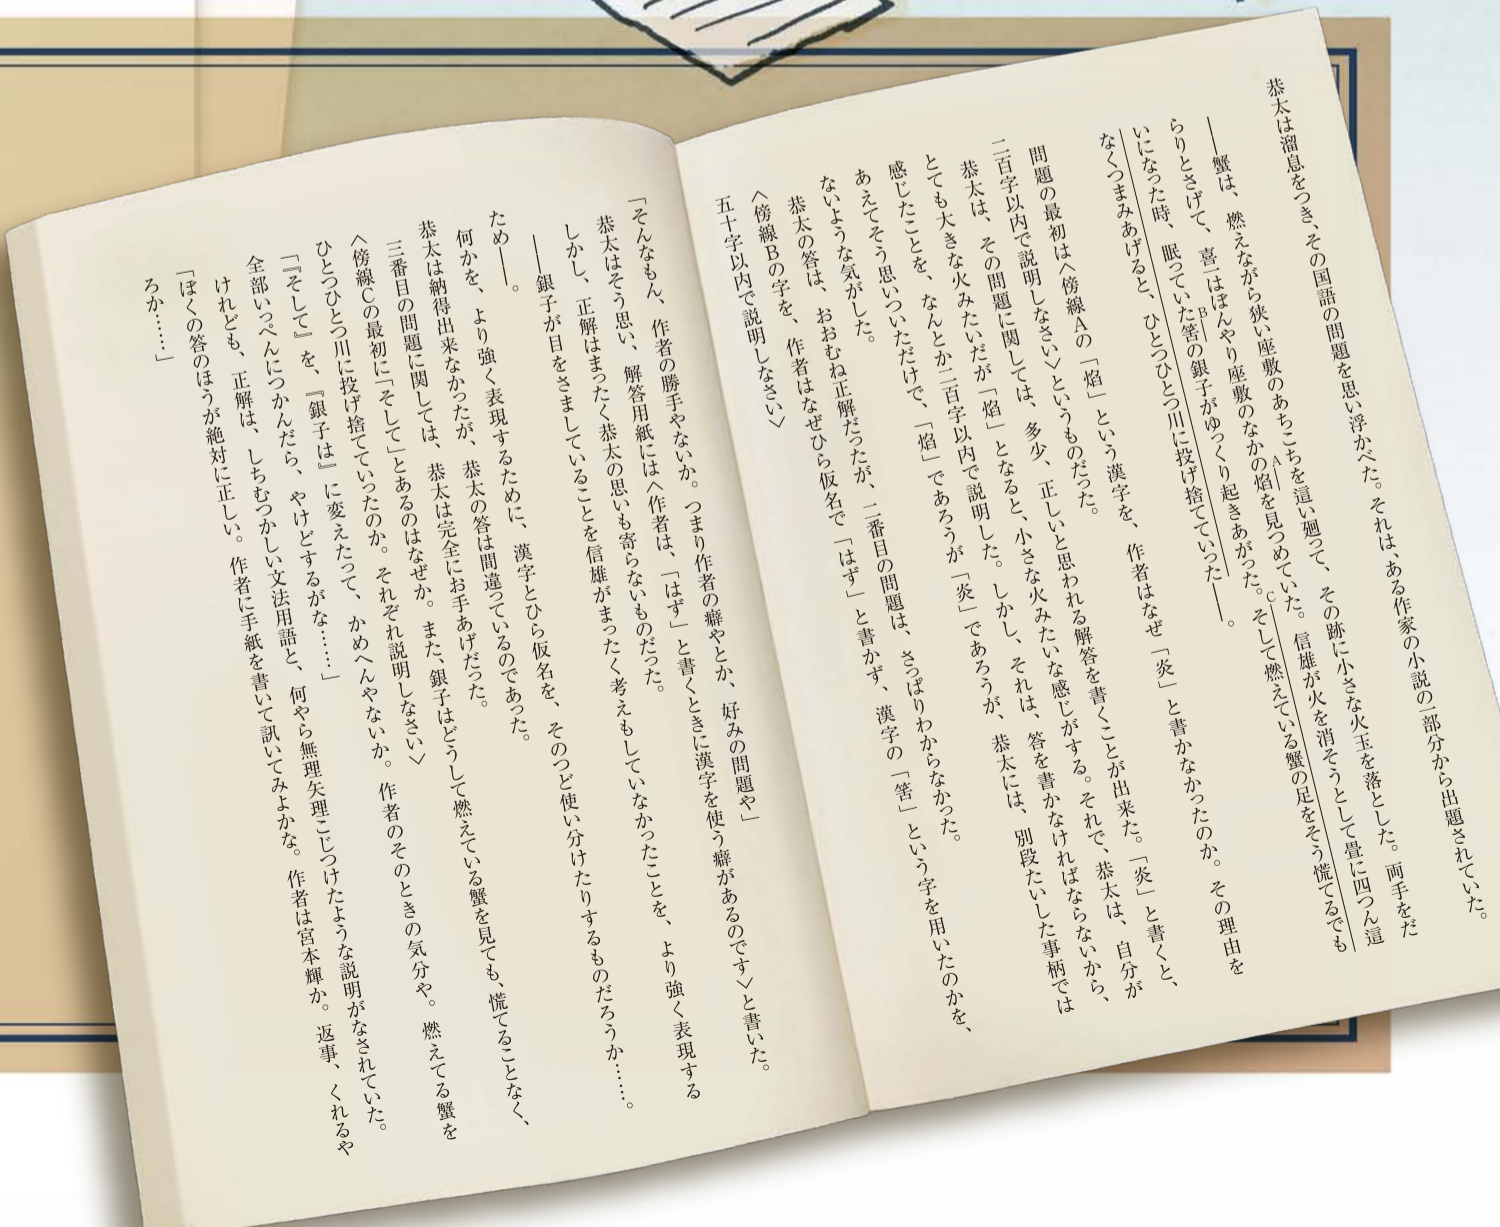 恭太は溜息をつき、その国語の問題を思い浮かべた。それは、ある作家の小説の一部分から出題されていた。
――蟹は、燃えながら狭い座敷のあちこちを這い廻って、その跡に小さな火玉を落とした。両手をだ
らりとさげて、喜一はぼんやり座敷のなかの焰を見つめていた。信雄が火を消そうとして畳に四つん這
いになった時、眠っていた筈の銀子がゆっくり起きあがった。そして燃えている蟹の足をそう慌てるでも
なくつまみあげると、ひとつひとつ川に投げ捨てていった――。
A
B
C
問題の最初は〈傍線Aの「焰」という漢字を、作者はなぜ「炎」と書かなかったのか。その理由を
二百字以内で説明しなさい〉というものだった。
恭太は、その問題に関しては、多少、正しいと思われる解答を書くことが出来た。「炎」と書くと、
とても大きな火みたいだが「焰」となると、小さな火みたいな感じがする。それで、恭太は、自分が
感じたことを、なんとか二百字以内で説明した。しかし、それは、答を書かなければならないから、
あえてそう思いついただけで、「焰」であろうが「炎」であろうが、恭太には、別段たいした事柄では
ないような気がした。
恭太の答は、おおむね正解だったが、二番目の問題は、さっぱりわからなかった。
〈傍線Bの字を、作者はなぜひら仮名で「はず」と書かず、漢字の「筈」という字を用いたのかを、
五十字以内で説明しなさい〉
「そんなもん、作者の勝手やないか。つまり作者の癖やとか、好みの問題や」
恭太はそう思い、解答用紙には〈作者は、「はず」と書くときに漢字を使う癖があるのです〉と書いた。
しかし、正解はまったく恭太の思いも寄らないものだった。
――銀子が目をさましていることを信雄がまったく考えもしていなかったことを、より強く表現する
ため――。
何かを、より強く表現するために、漢字とひら仮名を、そのつど使い分けたりするものだろうか……。
恭太は納得出来なかったが、恭太の答は間違っているのであった。
三番目の問題に関しては、恭太は完全にお手あげだった。
〈傍線Cの最初に「そして」とあるのはなぜか。また、銀子はどうして燃えている蟹を見ても、慌てることなく、
ひとつひとつ川に投げ捨てていったのか。それぞれ説明しなさい〉
「『そして』を、『銀子は』に変えたって、かめへんやないか。作者のそのときの気分や。燃えてる蟹を
全部いっぺんにつかんだら、やけどするがな……」
けれども、正解は、しちむつかしい文法用語と、何やら無理矢理こじつけたような説明がなされていた。
「ぼくの答のほうが絶対に正しい。作者に手紙を書いて訊いてみよかな。作者は宮本輝か。返事、くれるや
ろか……」